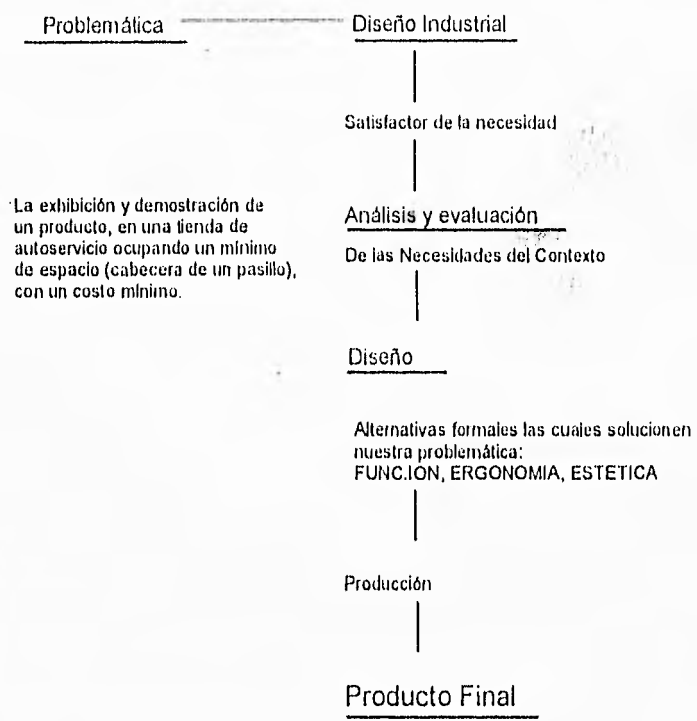 Problemática
Diseño Industrial
Satisfactor de la necesidad
La exhibición y demostración de
un producto, en una tienda de
autoservicio ocupando un mínimo
de espacio (cabecera de un pasillo),
con un costo mínimo.
Análisis y evaluación
De las Necesidades del Contexto
Diseño
Alternativas formales las cuales solucionen
nuestra problemática:
FUNC.ION, ERGONOMIA, ESTETICA
Producción
Producto Final